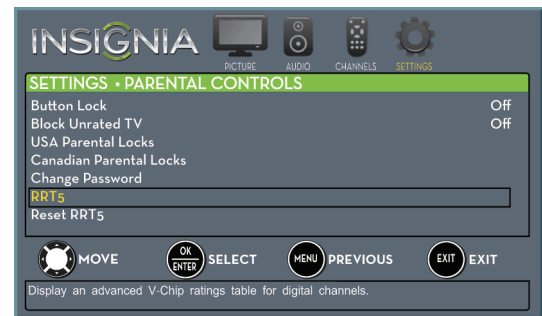 INSIGNIA
PICTURE AUDIO CHANNELS SETTINGS
SETTINGS • PARENTAL CONTROLS
Button Lock Off
Block Unrated TV Off
USA Parental Locks
Canadian Parental Locks
Change Password
RRT5
Reset RRT5
MOVE OK ENTER SELECT MENU PREVIOUS EXIT EXIT
Display an advanced V-Chip ratings table for digital channels.